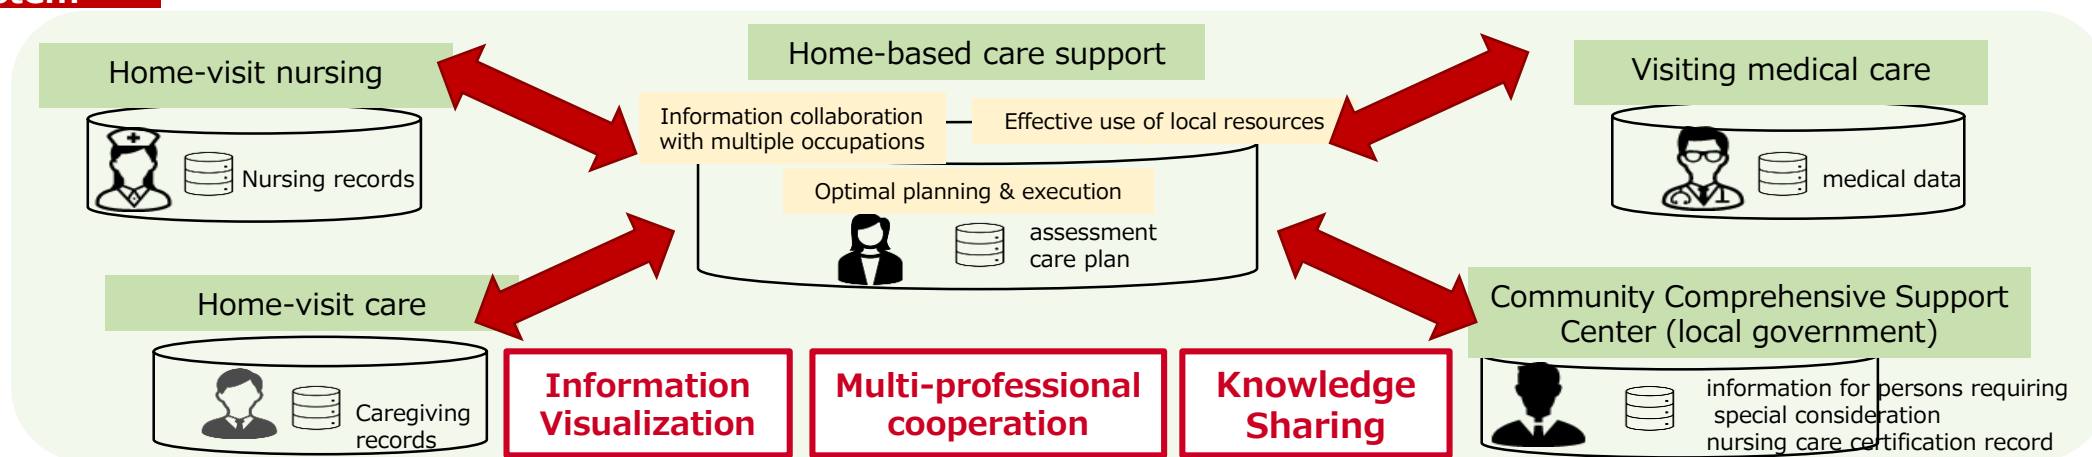 Home-visit nursing
Nursing records
Home-based care support
Information collaboration
with multiple occupations
Effective use of local resources
Optimal planning & execution
assessment
care plan
Visiting medical care
medical data
Home-visit care
Caregiving
records
Information
Visualization
Multi-professional
cooperation
Knowledge
Sharing
Community Comprehensive Support
Center (local government)
information for persons requiring
special consideration
nursing care certification record